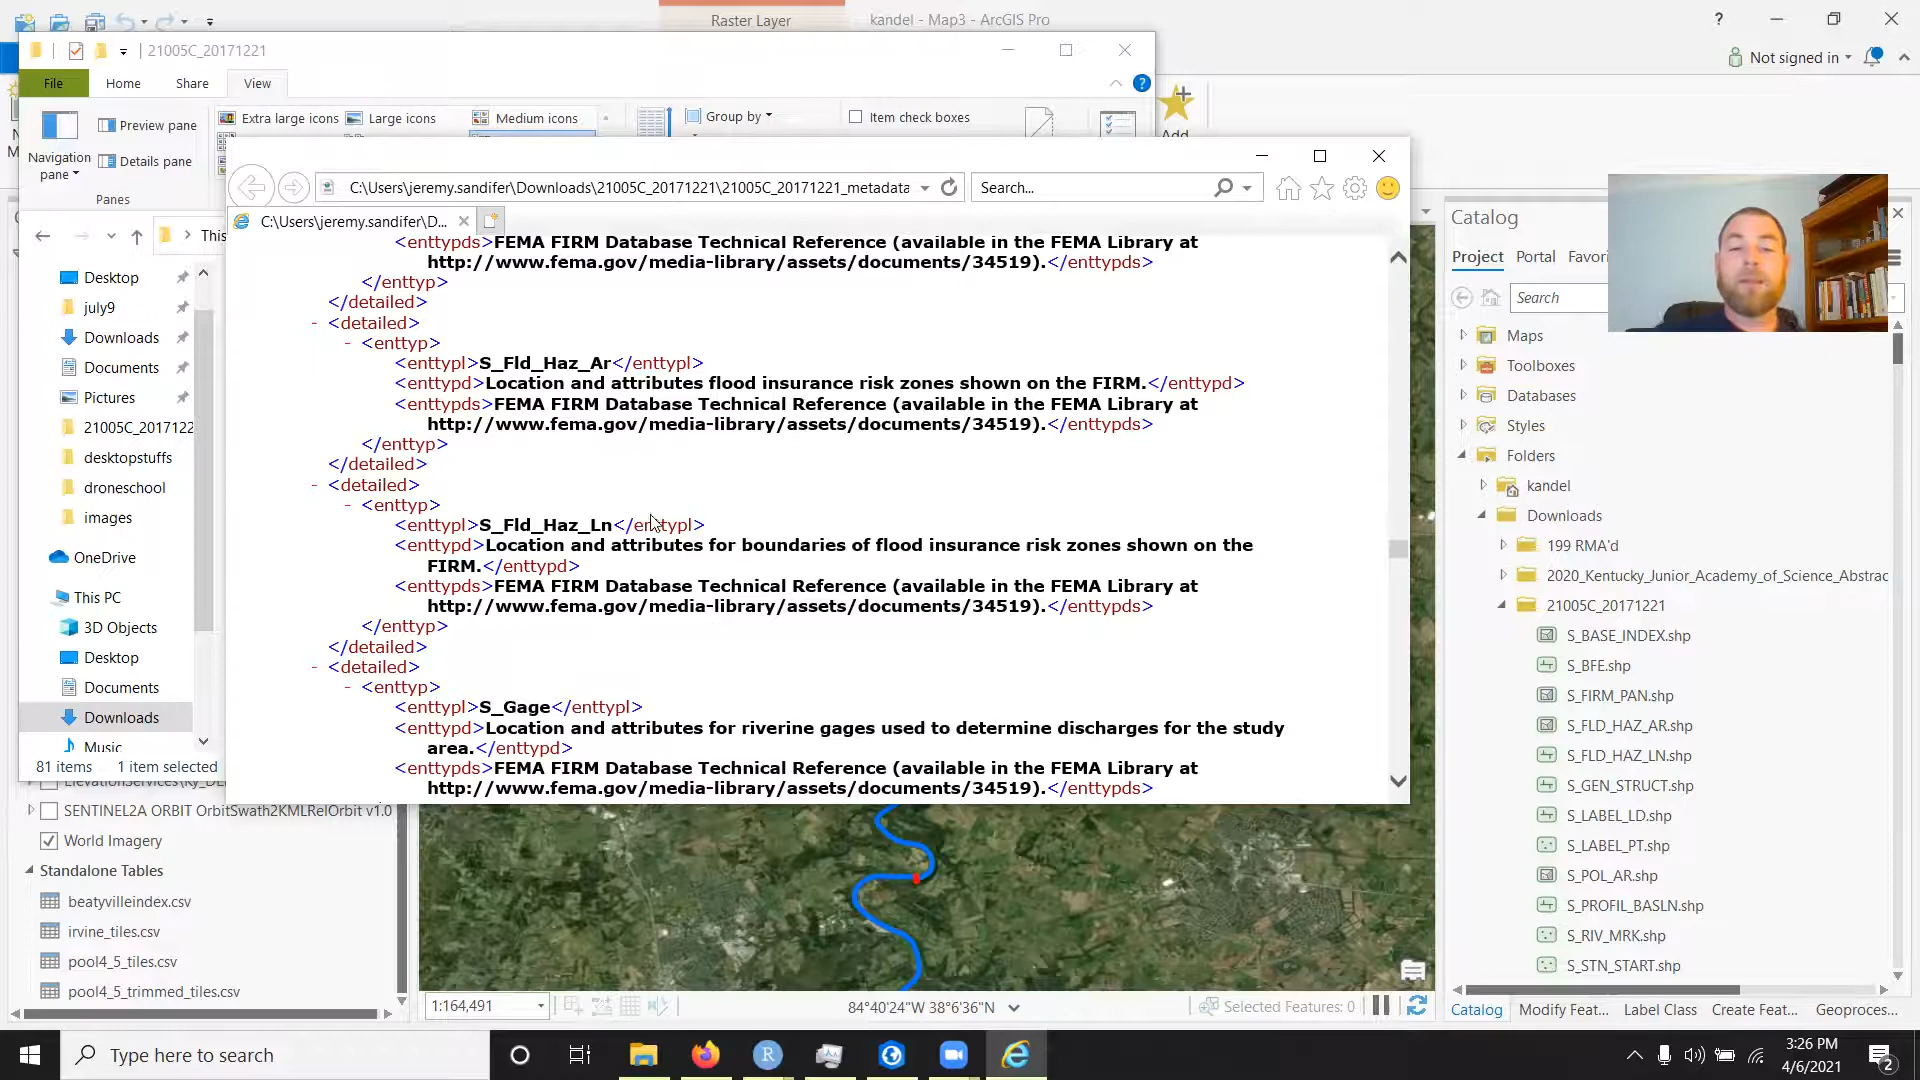 Raster Layer
kandel - Map3 - ArcGIS Pro
?
21005C_20171221
Not signed in
File
Home
Share
View
Extra large icons
Large icons
Medium icons
Group by
Item check boxes
Navigation
pane
Preview pane
Details pane
Panes
Add
C:\Users\jeremy.sandifer\Downloads\21005C_20171221\21005C_20171221_metadata
Search...
C:\Users\jeremy.sandifer\D...
This
Desktop
july9
Downloads
Documents
Pictures
21005C_2017122
desktopstuffs
droneschool
images
OneDrive
This PC
3D Objects
Desktop
Documents
Downloads
Music
81 items
1 item selected
<enttypds>FEMA FIRM Database Technical Reference (available in the FEMA Library at
http://www.fema.gov/media-library/assets/documents/34519).</enttypds>
</enttyp>
</detailed>
- <detailed>
- <enttyp>
<enttypl>S_Fld_Haz_Ar</enttypl>
<enttypd>Location and attributes flood insurance risk zones shown on the FIRM.</enttypd>
<enttypds>FEMA FIRM Database Technical Reference (available in the FEMA Library at
http://www.fema.gov/media-library/assets/documents/34519).</enttypds>
</enttyp>
</detailed>
- <detailed>
- <enttyp>
<enttypl>S_Fld_Haz_Ln</enttypl>
<enttypd>Location and attributes for boundaries of flood insurance risk zones shown on the
FIRM.</enttypd>
<enttypds>FEMA FIRM Database Technical Reference (available in the FEMA Library at
http://www.fema.gov/media-library/assets/documents/34519).</enttypds>
</enttyp>
</detailed>
- <detailed>
- <enttyp>
<enttypl>S_Gage</enttypl>
<enttypd>Location and attributes for riverine gages used to determine discharges for the study
area.</enttypd>
<enttypds>FEMA FIRM Database Technical Reference (available in the FEMA Library at
http://www.fema.gov/media-library/assets/documents/34519).</enttypds>
Catalog
Project
Portal
Favori
Search
Maps
Toolboxes
Databases
Styles
Folders
kandel
Downloads
199 RMA'd
2020_Kentucky_Junior_Academy_of_Science_Abstrac
21005C_20171221
S_BASE_INDEX.shp
S_BFE.shp
S_FIRM_PAN.shp
S_FLD_HAZ_AR.shp
S_FLD_HAZ_LN.shp
S_GEN_STRUCT.shp
S_LABEL_LD.shp
S_LABEL_PT.shp
S_POL_AR.shp
S_PROFIL_BASLN.shp
S_RIV_MRK.shp
S_STN_START.shp
SENTINEL2A ORBIT OrbitSwath2KMLRelOrbit v1.0
World Imagery
Standalone Tables
beatyvilleindex.csv
irvine_tiles.csv
pool4_5_tiles.csv
pool4_5_trimmed_tiles.csv
1:164,491
84°40'24"W 38°6'36"N
Selected Features: 0
Catalog
Modify Feat...
Label Class
Create Feat...
Geoproces...
Type here to search
3:26 PM
4/6/2021
2